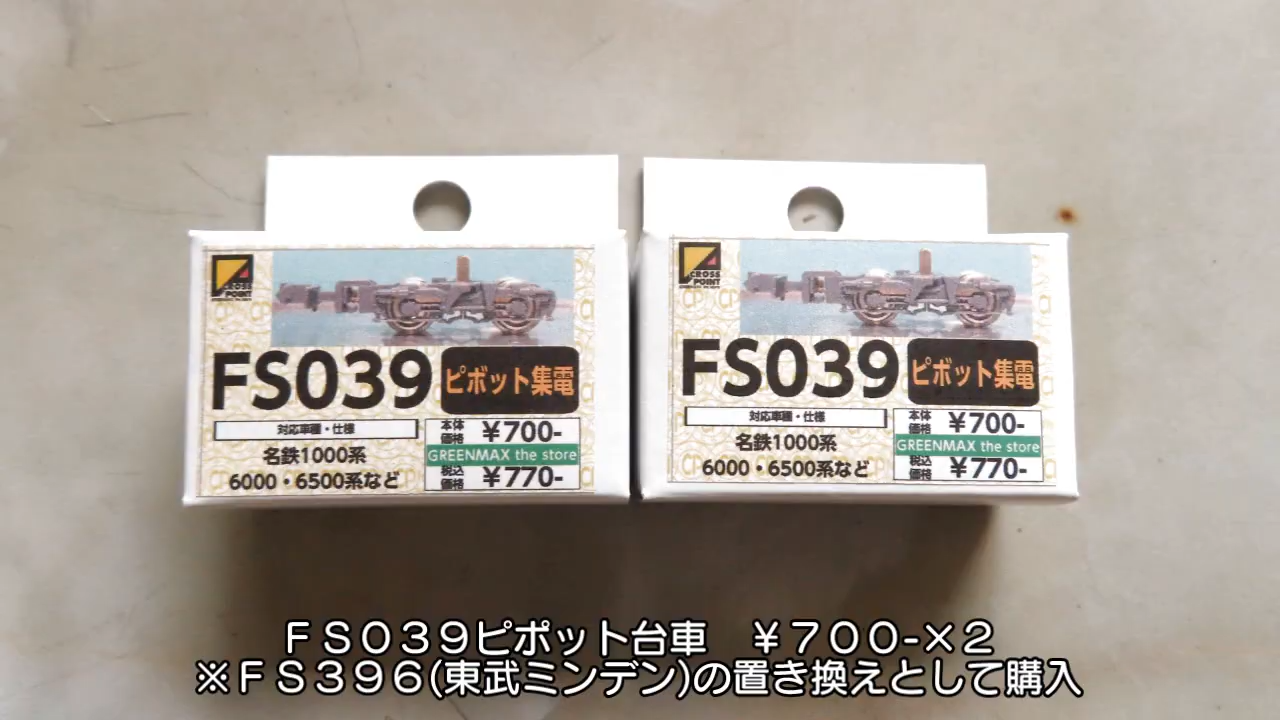 CROSS
POINT
FS039
ピボット集電
対応車種・仕様
名鉄1000系
6000・6500系など
本体
価格
¥700-
GREENMAX the store
税込
価格
¥770-
CROSS
POINT
FS039
ピボット集電
対応車種・仕様
名鉄1000系
6000・6500系など
本体
価格
¥700-
GREENMAX the store
税込
価格
¥770-
ＦＳ０３９ピポット台車　￥７００-×２
※ＦＳ３９６(東武ミンデン)の置き換えとして購入